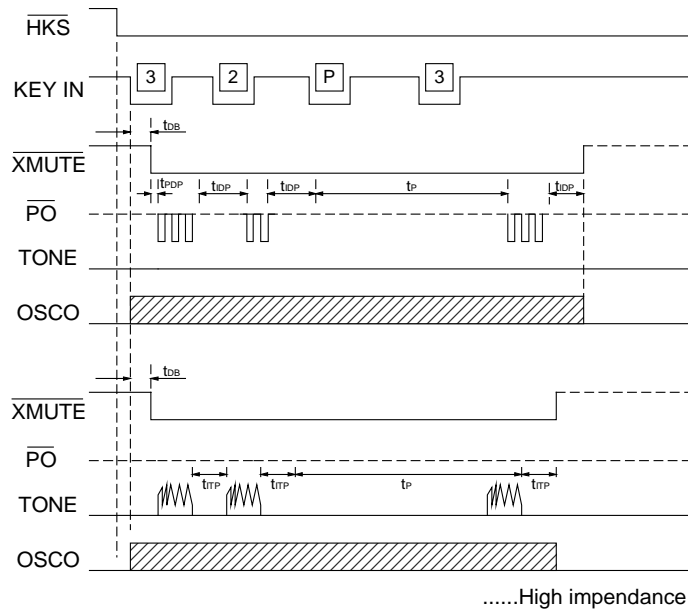 HKS
KEY IN 3 2 P 3
tDB
XMUTE
tPDP tIDP tIDP tP tIDP
PO
TONE
OSCO
tDB
XMUTE
PO
tITP tITP tP tITP
TONE
OSCO
......High impendance